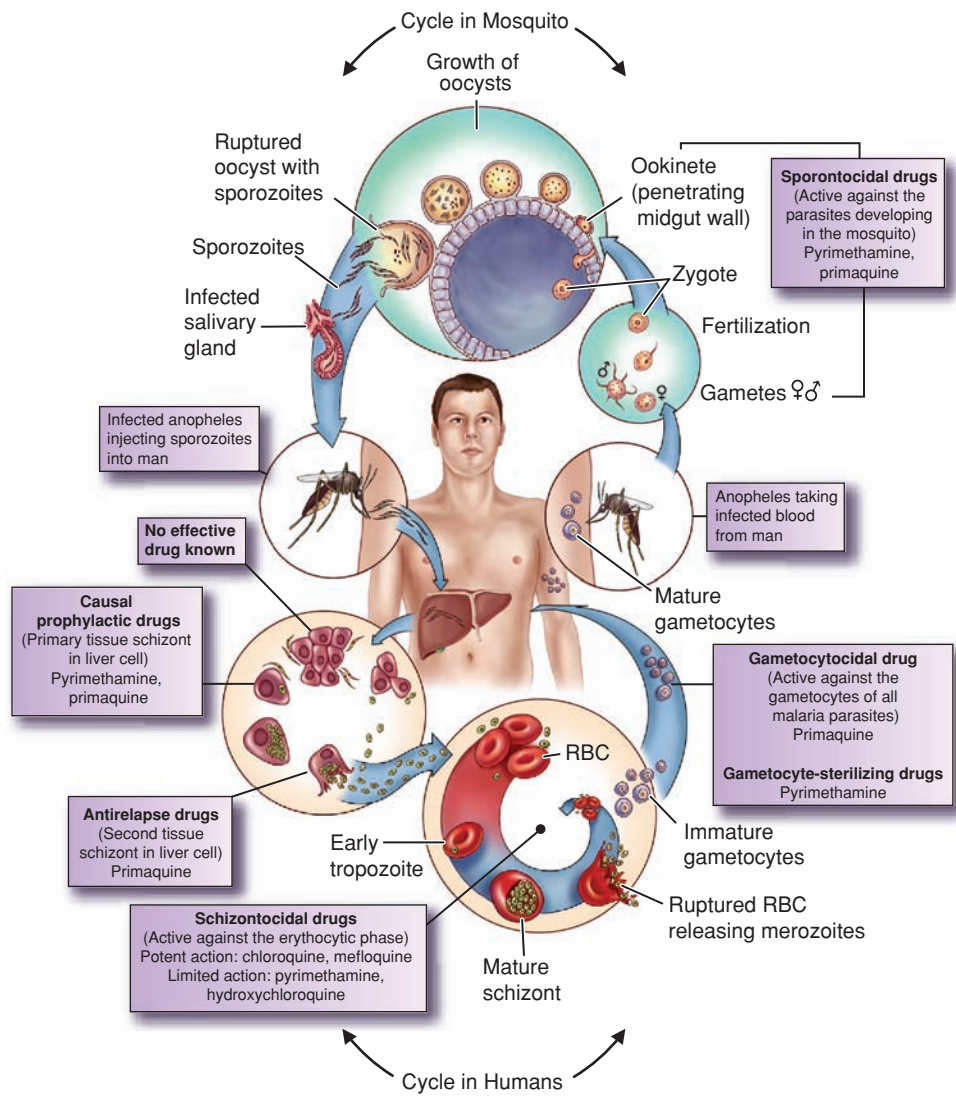 Cycle in Mosquito
Growth of
oocysts
Ruptured
oocyst with
sporozoites
Sporozoites
Infected
salivary
gland
Ookinete
(penetrating
midgut wall)
Sporontocidal drugs
(Active against the
parasites developing
in the mosquito)
Pyrimethamine,
primaquine
Zygote
Fertilization
♂
♀
Gametes ♀♂
Infected anopheles
injecting sporozoites
into man
Anopheles taking
infected blood
from man
No effective
drug known
Mature
gametocytes
Causal
prophylactic drugs
(Primary tissue schizont
in liver cell)
Pyrimethamine,
primaquine
Gametocytocidal drug
(Active against the
gametocytes of all
malaria parasites)
Primaquine
Gametocyte-sterilizing drugs
Pyrimethamine
RBC
Antirelapse drugs
(Second tissue
schizont in liver cell)
Primaquine
Early
tropozoite
Immature
gametocytes
Ruptured RBC
releasing merozoites
Schizontocidal drugs
(Active against the erythocytic phase)
Potent action: chloroquine, mefloquine
Limited action: pyrimethamine,
hydroxychloroquine
Mature
schizont
Cycle in Humans